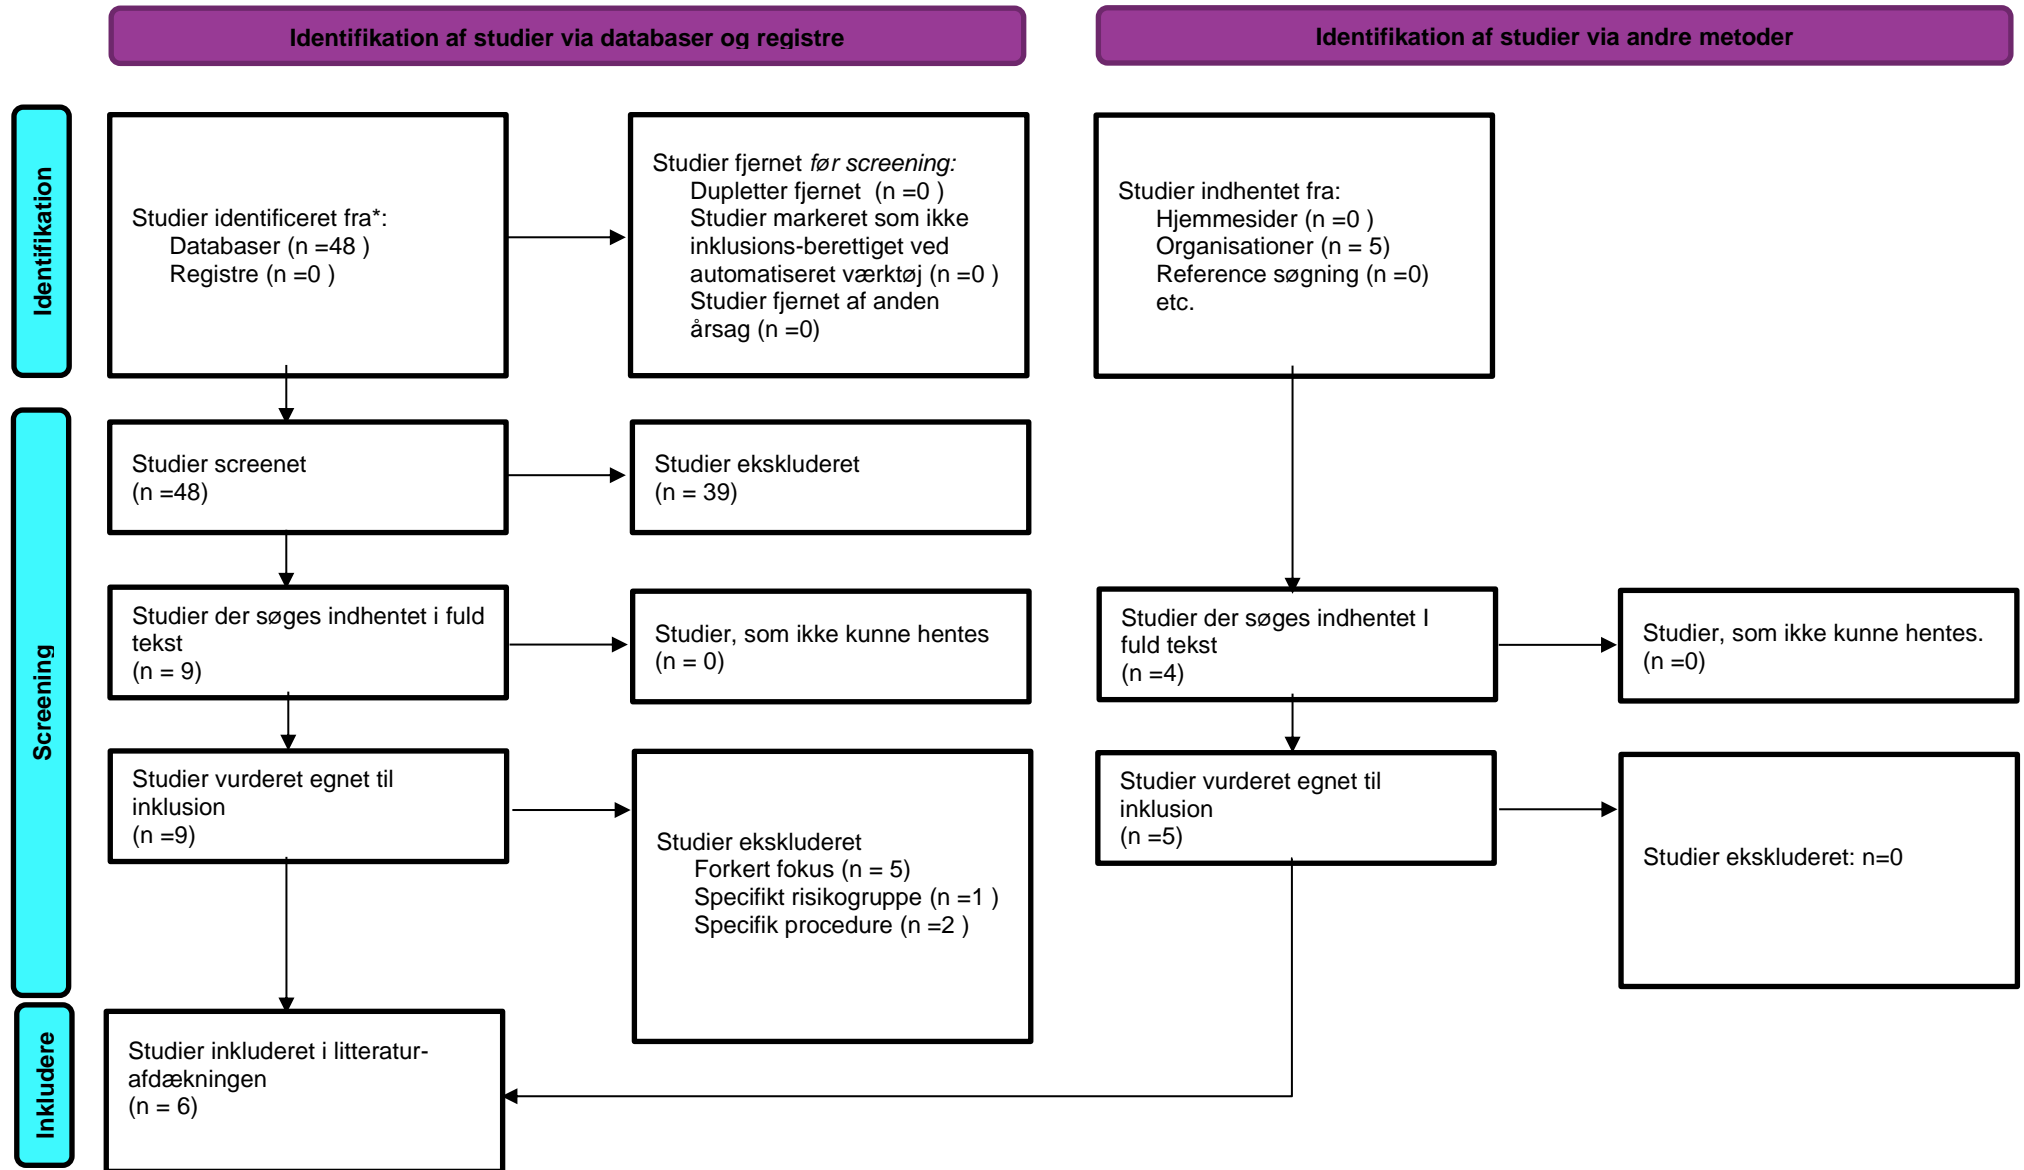 Identifikation af studier via databaser og registre
Identifikation af studier via andre metoder
Identifikation
Studier identificeret fra*:
Databaser (n =48 )
Registre (n =0 )
Studier fjernet før screening:
Dupletter fjernet (n =0 )
Studier markeret som ikke
inklusions-berettiget ved
automatiseret værktøj (n =0 )
Studier fjernet af anden
årsag (n =0)
Studier indhentet fra:
Hjemmesider (n =0 )
Organisationer (n = 5)
Reference søgning (n =0)
etc.
Screening
Studier screenet
(n =48)
Studier ekskluderet
(n = 39)
Studier der søges indhentet i fuld
tekst
(n = 9)
Studier, som ikke kunne hentes
(n = 0)
Studier der søges indhentet I
fuld tekst
(n =4)
Studier, som ikke kunne hentes.
(n =0)
Studier vurderet egnet til
inklusion
(n =9)
Studier ekskluderet
Forkert fokus (n = 5)
Specifikt risikogruppe (n =1 )
Specifik procedure (n =2 )
Studier vurderet egnet til
inklusion
(n =5)
Studier ekskluderet: n=0
Inkludere
Studier inkluderet i litteratur-
afdækningen
(n = 6)